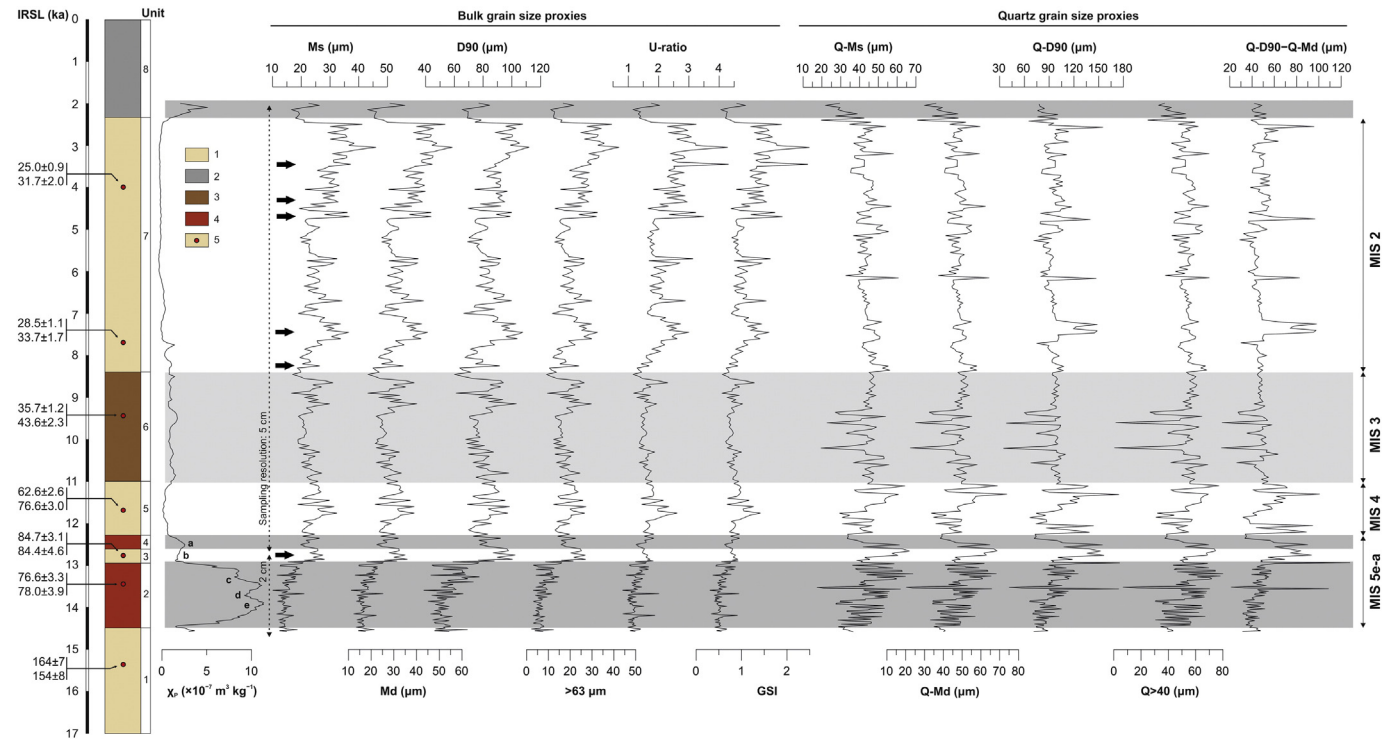 IRSL (ka)
Unit
Bulk grain size proxies
Quartz grain size proxies
Ms (μm)
D90 (μm)
U-ratio
Q-Ms (μm)
Q-D90 (μm)
Q-D90−Q-Md (μm)
10 20 30 40 50
40 60 80 100 120
1 2 3 4
10 20 30 40 50 60 70
30 60 90 120 150 180
20 40 60 80 100 120
0
1
2
3
4
5
6
7
8
9
10
11
12
13
14
15
16
17
25.0±0.9
31.7±2.0
28.5±1.1
33.7±1.7
35.7±1.2
43.6±2.3
62.6±2.6
76.6±3.0
84.7±3.1
84.4±4.6
76.6±3.3
78.0±3.9
164±7
154±8
8
7
6
5
4
3
2
1
1
2
3
4
5
a
b
c
d
e
Sampling resolution: 5 cm
2 cm
MIS 2
MIS 3
MIS 4
MIS 5e-a
0 5 10
χₚ (×10⁻⁷ m³ kg⁻¹)
10 20 30 40 50 60
Md (μm)
0 10 20 30 40 50
>63 μm
0 1 2
GSI
10 20 30 40 50 60 70 80
Q-Md (μm)
0 20 40 60 80
Q>40 (μm)